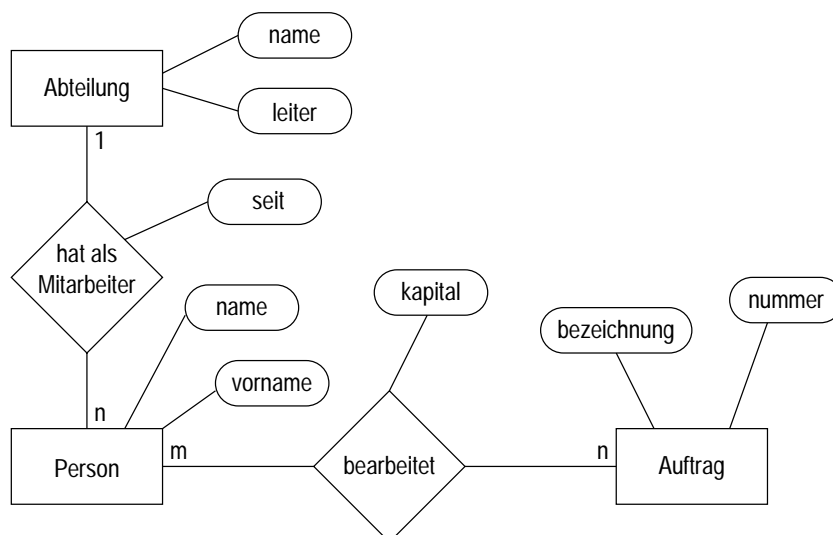 name
Abteilung
leiter
1
seit
hat als
Mitarbeiter
name
kapital
nummer
bezeichnung
vorname
n
Person
m
bearbeitet
n
Auftrag